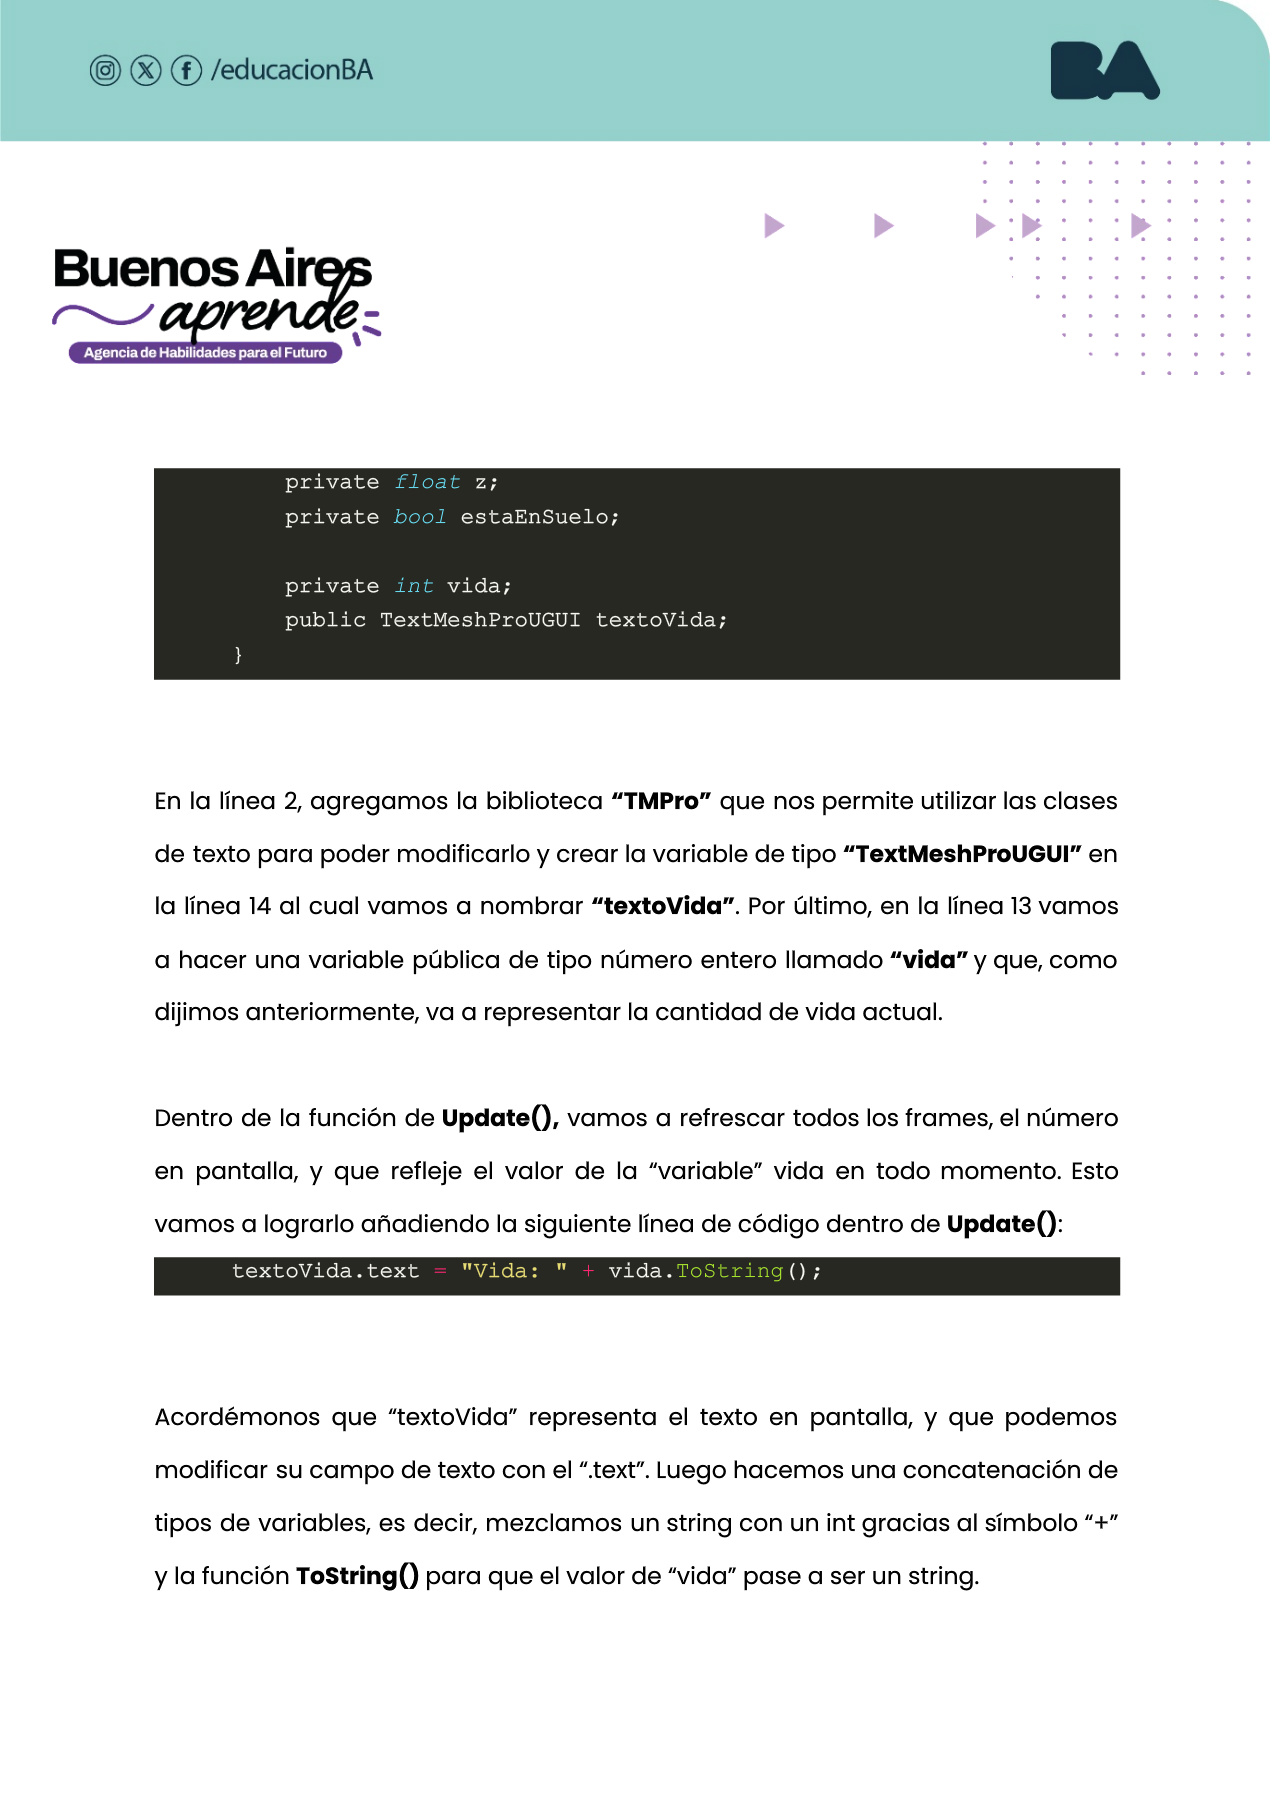 /educacionBA
BA
Buenos Aires
aprende
Agencia de Habilidades para el Futuro
private float z;
private bool estaEnSuelo;
private int vida;
public TextMeshProUGUI textoVida;
}
En la línea 2, agregamos la biblioteca “TMPro” que nos permite utilizar las clases
de texto para poder modificarlo y crear la variable de tipo “TextMeshProUGUI” en
la línea 14 al cual vamos a nombrar “textoVida”. Por último, en la línea 13 vamos
a hacer una variable pública de tipo número entero llamado “vida” y que, como
dijimos anteriormente, va a representar la cantidad de vida actual.
Dentro de la función de Update(), vamos a refrescar todos los frames, el número
en pantalla, y que refleje el valor de la “variable” vida en todo momento. Esto
vamos a lograrlo añadiendo la siguiente línea de código dentro de Update():
textoVida.text = "Vida: " + vida.ToString();
Acordémonos que “textoVida” representa el texto en pantalla, y que podemos
modificar su campo de texto con el “.text”. Luego hacemos una concatenación de
tipos de variables, es decir, mezclamos un string con un int gracias al símbolo “+”
y la función ToString() para que el valor de “vida” pase a ser un string.